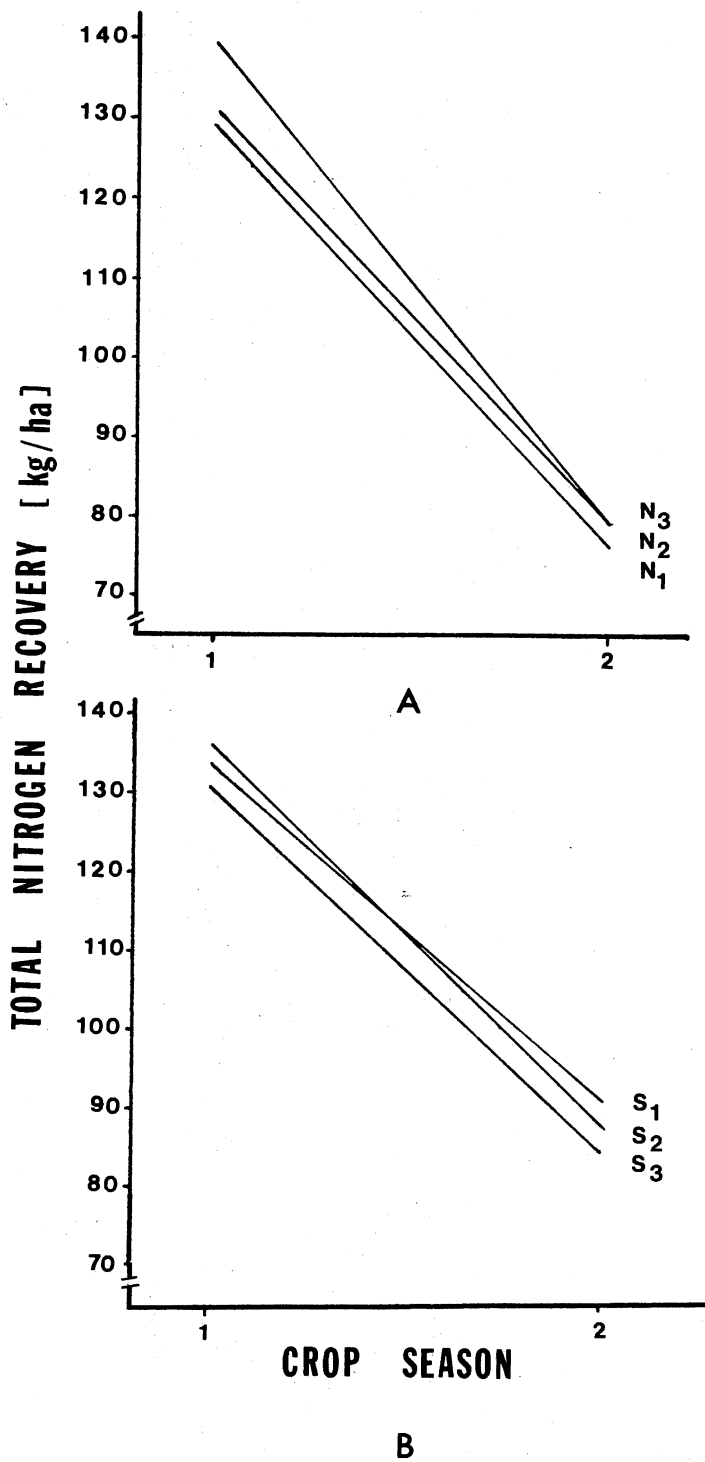 TOTAL NITROGEN RECOVERY [kg/ha]
140
130
120
110
100
90
80
70
N3
N2
N1
1 2
A
140
130
120
110
100
90
80
70
S1
S2
S3
1 2
CROP SEASON
B